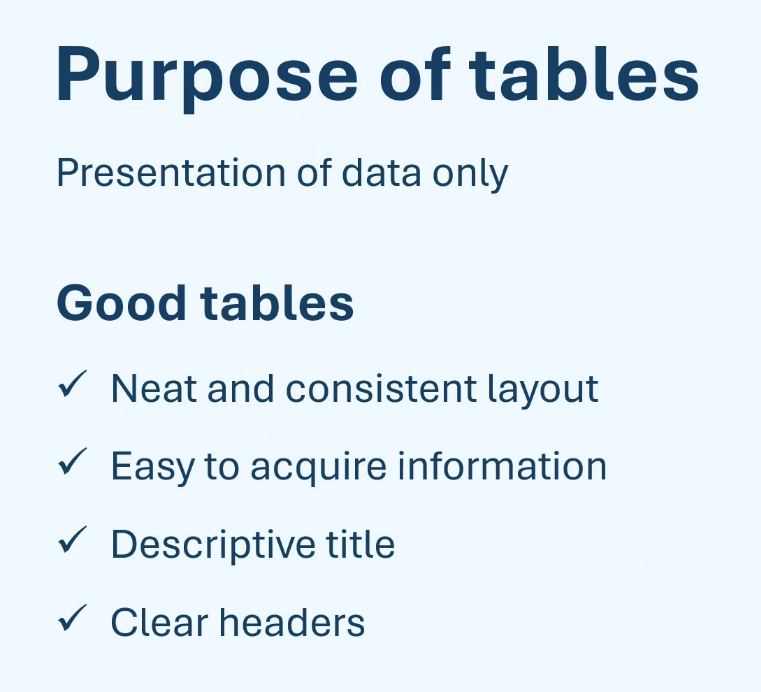 Purpose of tables
Presentation of data only
Good tables
✓ Neat and consistent layout
✓ Easy to acquire information
✓ Descriptive title
✓ Clear headers